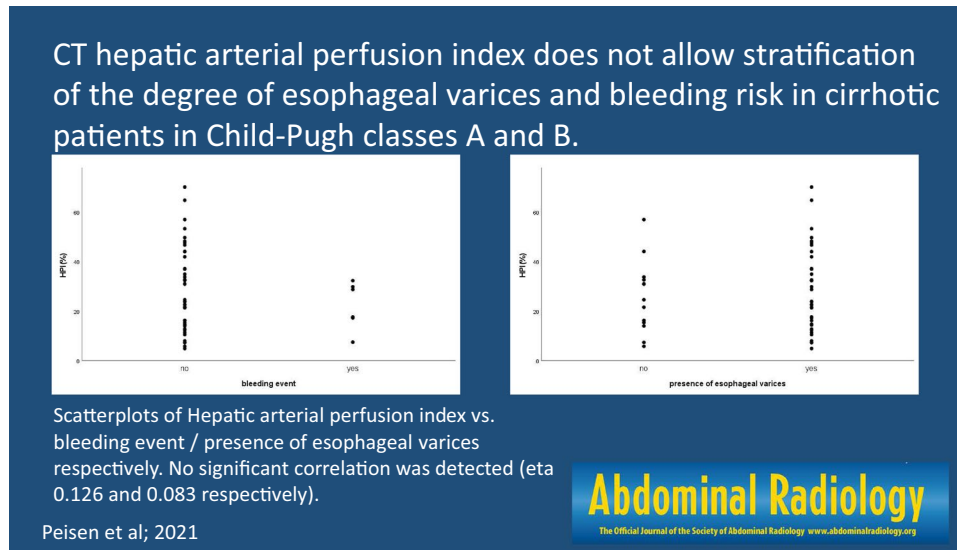 CT hepatic arterial perfusion index does not allow stratification
of the degree of esophageal varices and bleeding risk in cirrhotic
patients in Child-Pugh classes A and B.
60
40
20
0
HPI(%)
no
yes
bleeding event
60
40
20
0
HPI(%)
no
yes
presence of esophageal varices
Scatterplots of Hepatic arterial perfusion index vs.
bleeding event / presence of esophageal varices
respectively. No significant correlation was detected (eta
0.126 and 0.083 respectively).
Peisen et al; 2021
Abdominal Radiology
The Official Journal of the Society of Abdominal Radiology www.abdominalradiology.org